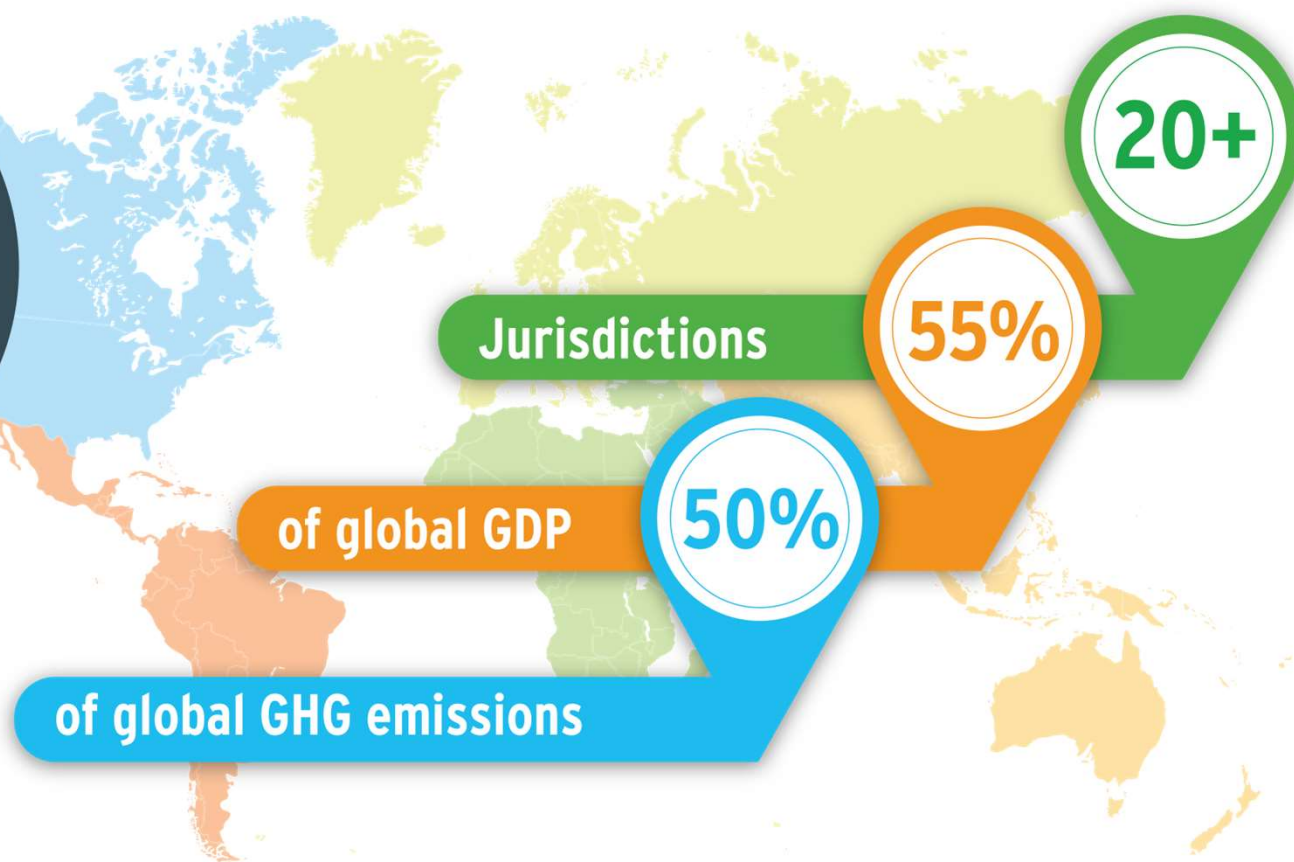 20+
Jurisdictions
55%
of global GDP
50%
of global GHG emissions